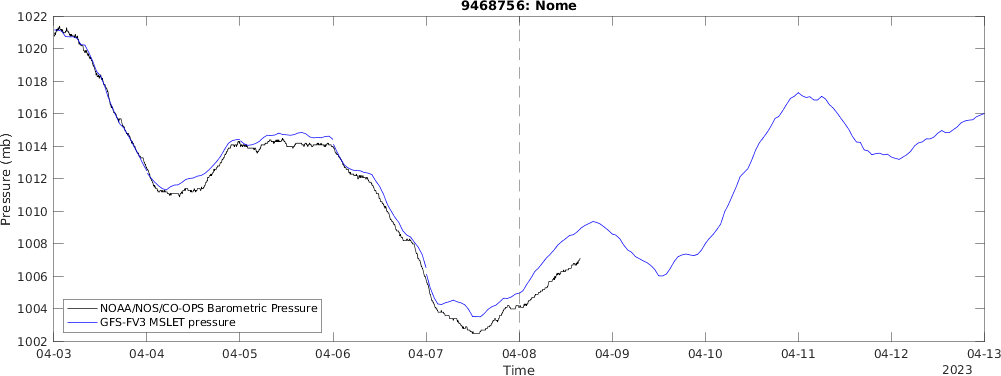 9468756: Nome
1022
1020
1018
1016
1014
1012
1010
1008
1006
1004
1002
Pressure (mb)
NOAA/NOS/CO-OPS Barometric Pressure
GFS-FV3 MSLET pressure
04-03 04-04 04-05 04-06 04-07 04-08 04-09 04-10 04-11 04-12 04-13
Time
2023